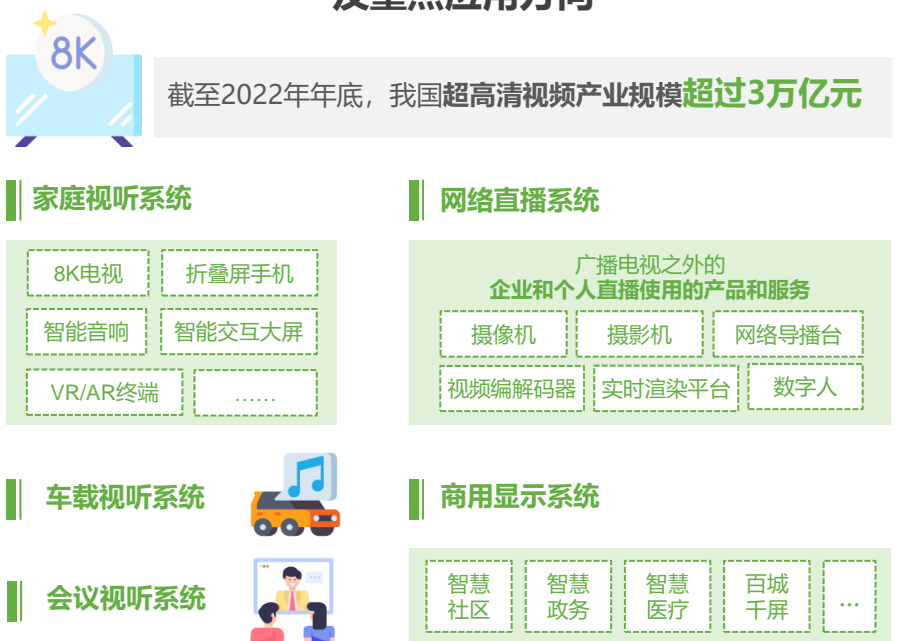 及重点应用方向
8K
截至2022年年底，我国超高清视频产业规模超过3万亿元
家庭视听系统
8K电视
折叠屏手机
智能音响
智能交互大屏
VR/AR终端
……
网络直播系统
广播电视之外的
企业和个人直播使用的产品和服务
摄像机
摄影机
网络导播台
视频编解码器
实时渲染平台
数字人
车载视听系统
会议视听系统
商用显示系统
智慧
社区
智慧
政务
智慧
医疗
百城
千屏
...